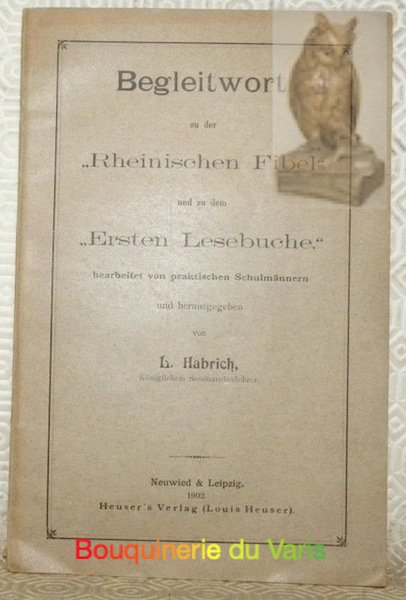 Begleitwort
zu der
„Rheinischen Fibel“
und zu dem
„Ersten Lesebuche,“
bearbeitet von praktischen Schulmännern
und herausgegeben
von
L. Habrich,
Königlichem Seminarlehrer.
Neuwied & Leipzig.
1902
Heuser's Verlag (Louis Heuser).
Bouquinerie du Varis